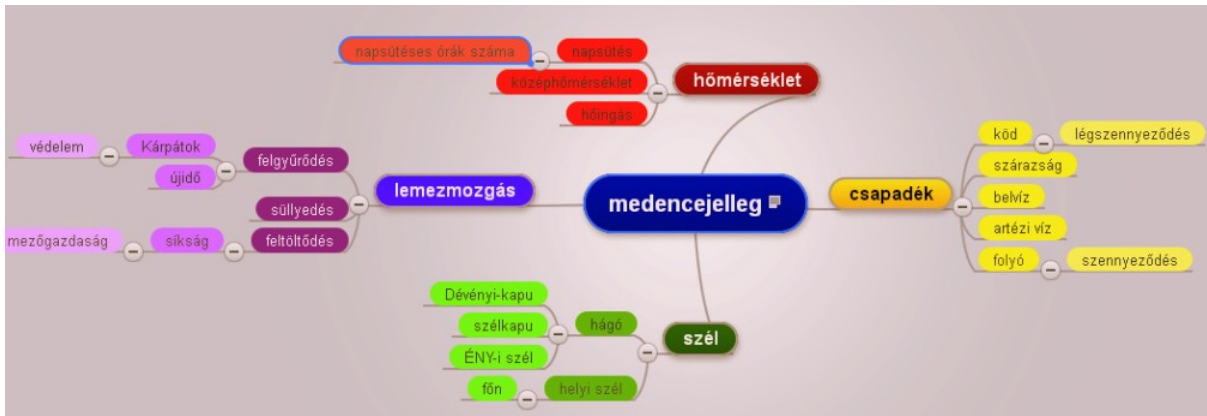 napsütéses órák száma
napsütés
középhőmérséklet
hőingás
hőmérséklet
védelem
Kárpátok
újidő
felgyűrődés
süllyedés
mezőgazdaság
síkság
feltöltődés
lemezmozgás
medencejelleg
csapadék
köd
légszennyeződés
szárazság
belvíz
artézi víz
folyó
szennyeződés
Dévényi-kapu
szélkapu
ÉNY-i szél
hágó
főn
helyi szél
szél